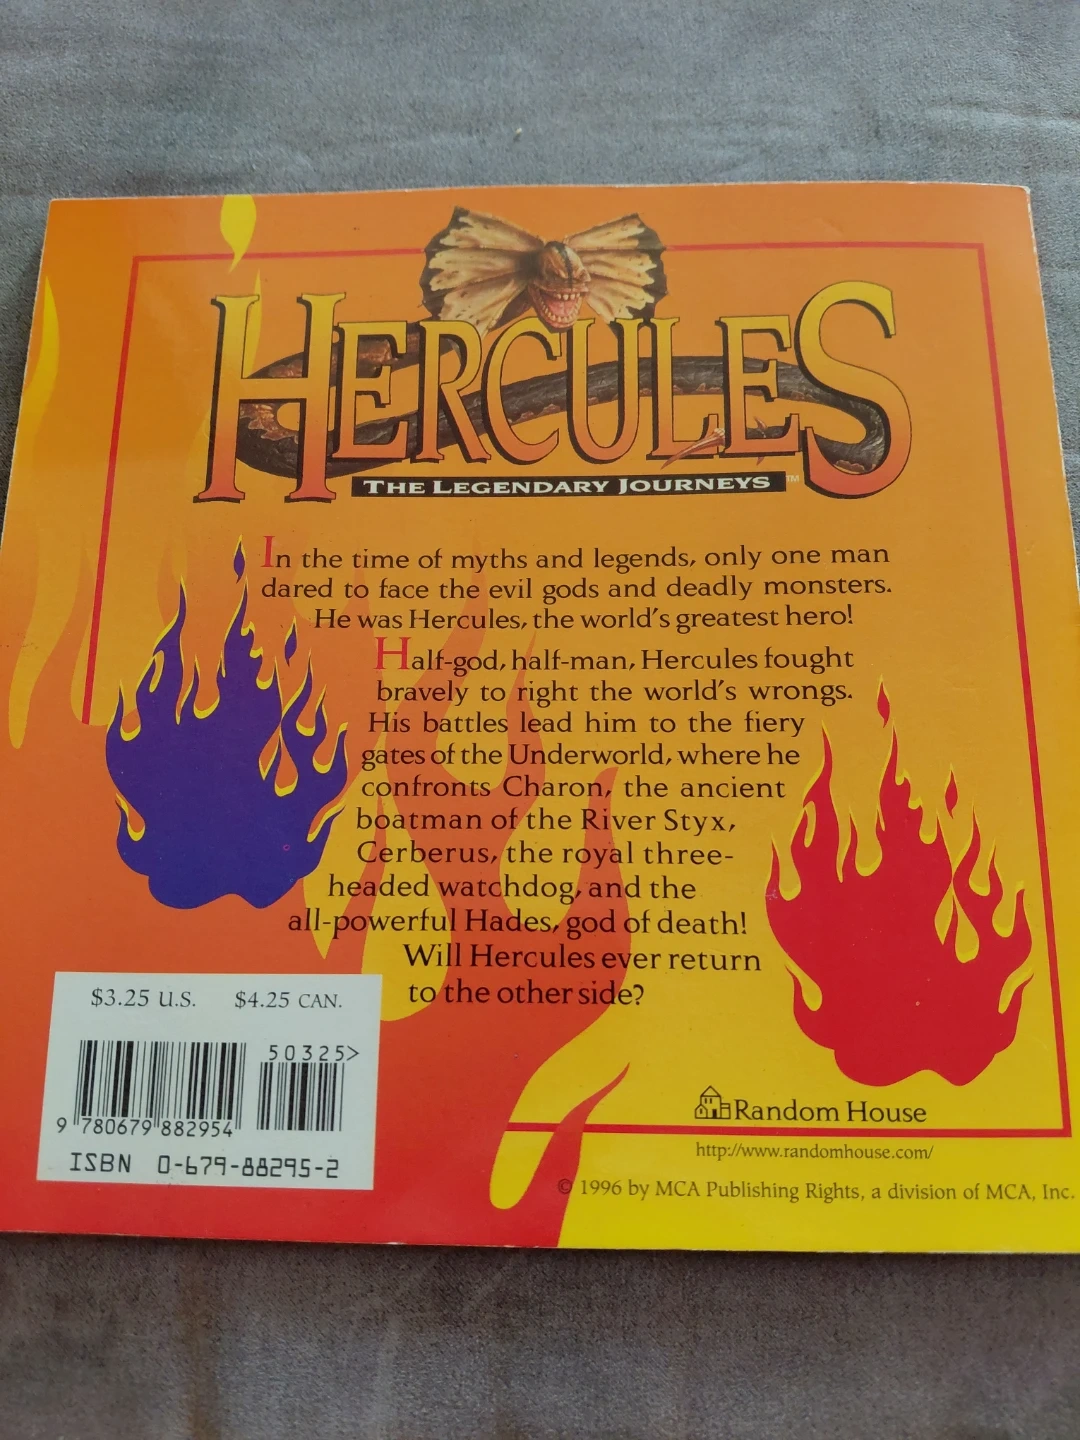 HERCULES
THE LEGENDARY JOURNEYS™
In the time of myths and legends, only one man
dared to face the evil gods and deadly monsters.
He was Hercules, the world's greatest hero!
Half-god, half-man, Hercules fought
bravely to right the world's wrongs.
His battles lead him to the fiery
gates of the Underworld, where he
confronts Charon, the ancient
boatman of the River Styx,
Cerberus, the royal three-
headed watchdog, and the
all-powerful Hades, god of death!
Will Hercules ever return
to the other side?
$3.25 U.S. $4.25 CAN.
50325>
9 780679 882954
ISBN 0-679-88295-2
Random House
http://www.randomhouse.com/
© 1996 by MCA Publishing Rights, a division of MCA, Inc.